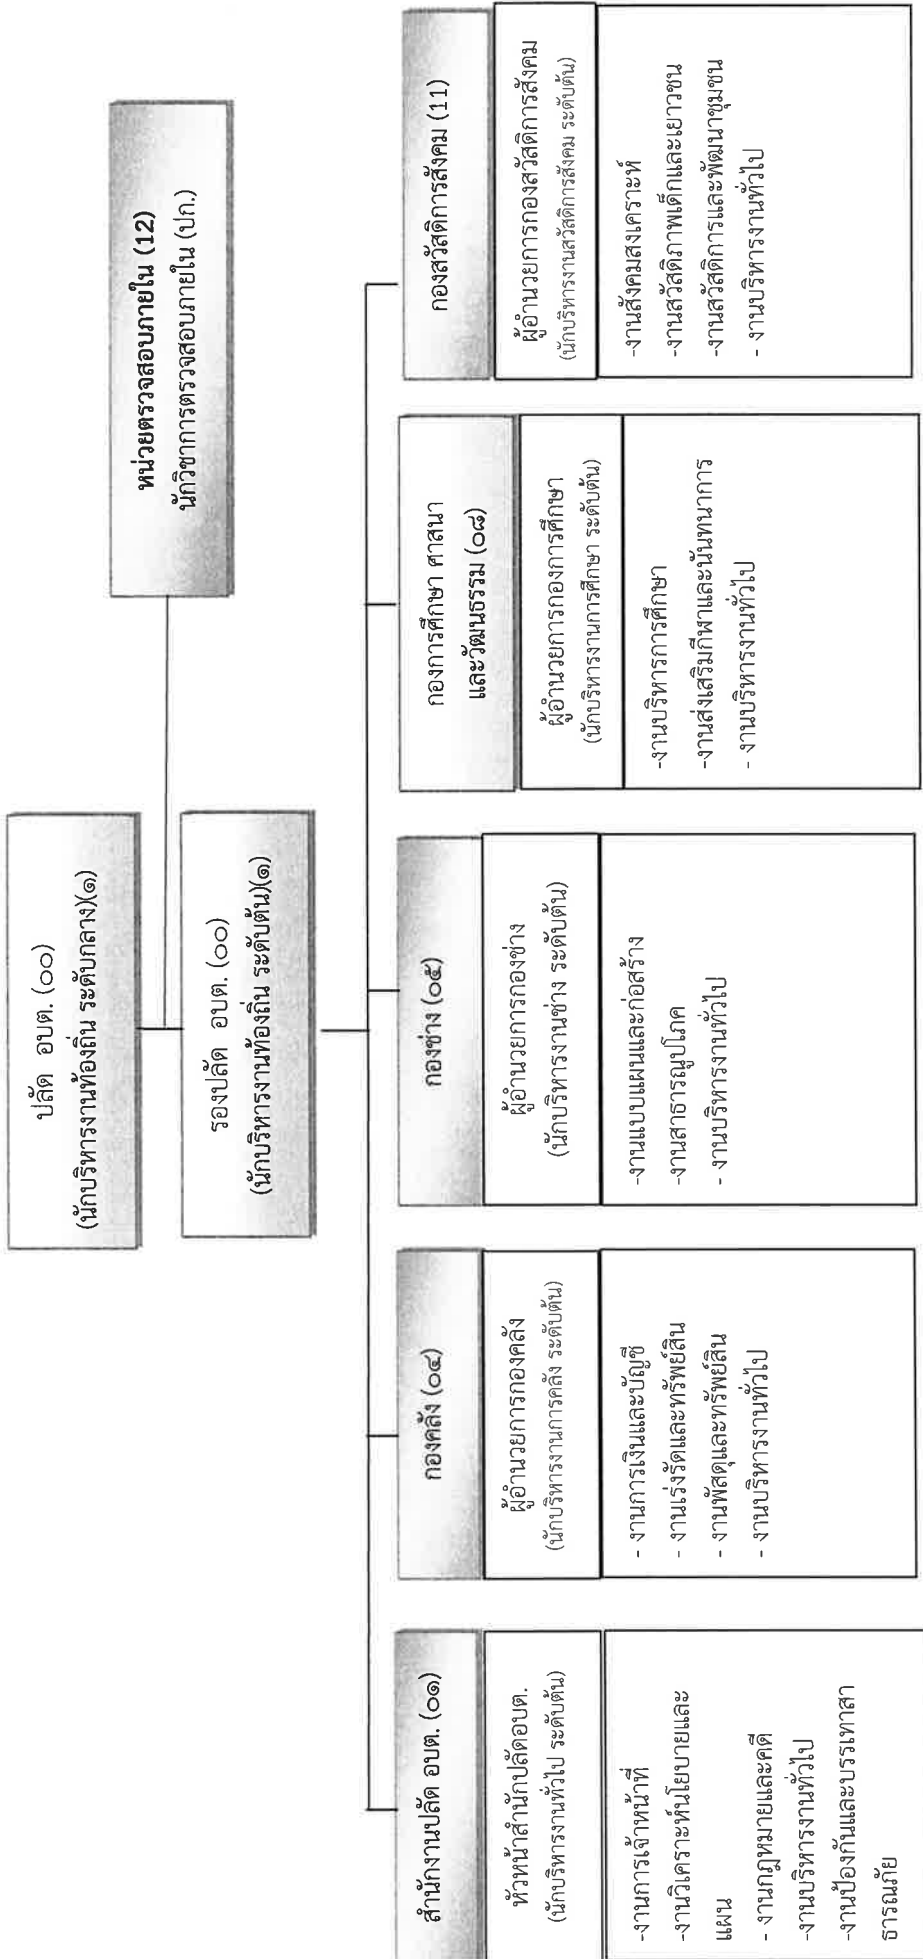 ปลัด อบต. (๐๐)
(นักบริหารงานท้องถิ่น ระดับกลาง)(๑)
หน่วยตรวจสอบภายใน (12)
นักวิชาการตรวจสอบภายใน (ปก.)
รองปลัด อบต. (๐๐)
(นักบริหารงานท้องถิ่น ระดับต้น)(๑)
สำนักงานปลัด อบต. (๐๑)
หัวหน้าสำนักปลัดอบต.
(นักบริหารงานทั่วไป ระดับต้น)
-งานการเจ้าหน้าที่
-งานวิเคราะห์นโยบายและ
แผน
- งานกฎหมายและคดี
-งานบริหารงานทั่วไป
-งานป้องกันและบรรเทาสา
ธารณภัย
กองคลัง (๐๔)
ผู้อำนวยการกองคลัง
(นักบริหารงานการคลัง ระดับต้น)
- งานการเงินและบัญชี
- งานเร่งรัดและทรัพย์สิน
- งานพัสดุและทรัพย์สิน
- งานบริหารงานทั่วไป
กองช่าง (๐๕)
ผู้อำนวยการกองช่าง
(นักบริหารงานช่าง ระดับต้น)
-งานแบบแผนและก่อสร้าง
-งานสาธารณูปโภค
- งานบริหารงานทั่วไป
กองการศึกษา ศาสนา
และวัฒนธรรม (๐๘)
ผู้อำนวยการกองการศึกษา
(นักบริหารงานการศึกษา ระดับต้น)
-งานบริหารการศึกษา
-งานส่งเสริมกีฬาและนันทนาการ
- งานบริหารงานทั่วไป
กองสวัสดิการสังคม (11)
ผู้อำนวยการกองสวัสดิการสังคม
(นักบริหารงานสวัสดิการสังคม ระดับต้น)
-งานสังคมสงเคราะห์
-งานสวัสดิภาพเด็กและเยาวชน
-งานสวัสดิการและพัฒนาชุมชน
- งานบริหารงานทั่วไป